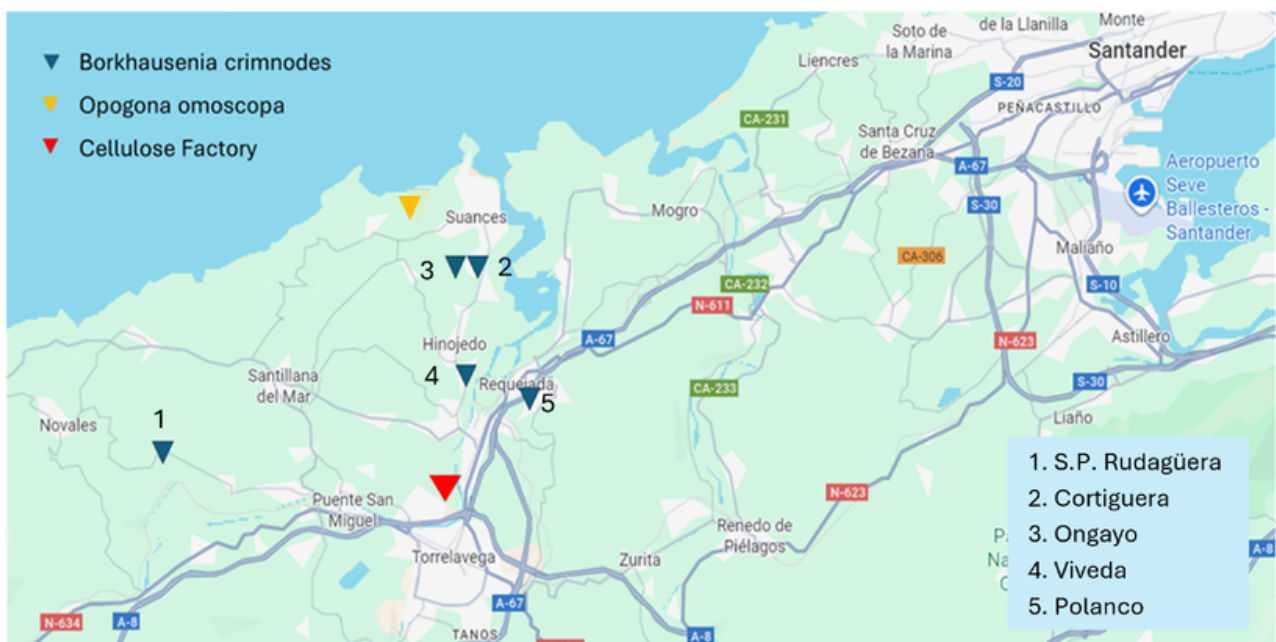 Borkhausenia crimnodes
Opogona omoscopa
Cellulose Factory
de la Llanilla
Monte
Soto de
la Marina
Santander
Liencres
S-20
PEÑACASTILLO
CA-231
Santa Cruz
de Bezana
A-67
Aeropuerto
Seve
Ballesteros -
Santander
S-30
Suances
Mogro
Maliaño
3
2
CA-306
CA-232
S-10
N-611
Hinojedo
A-67
N-623
Astillero
4
Requejada
Santillana
del Mar
CA-233
S-30
5
1
Novales
Liaño
Puente San
Miguel
N-623
Renedo de
Piélagos
Torrelavega
Zurita
A-67
N-634
A-8
TANOS
A-8
A-8
1. S.P. Rudagüera
2. Cortiguera
3. Ongayo
4. Viveda
5. Polanco